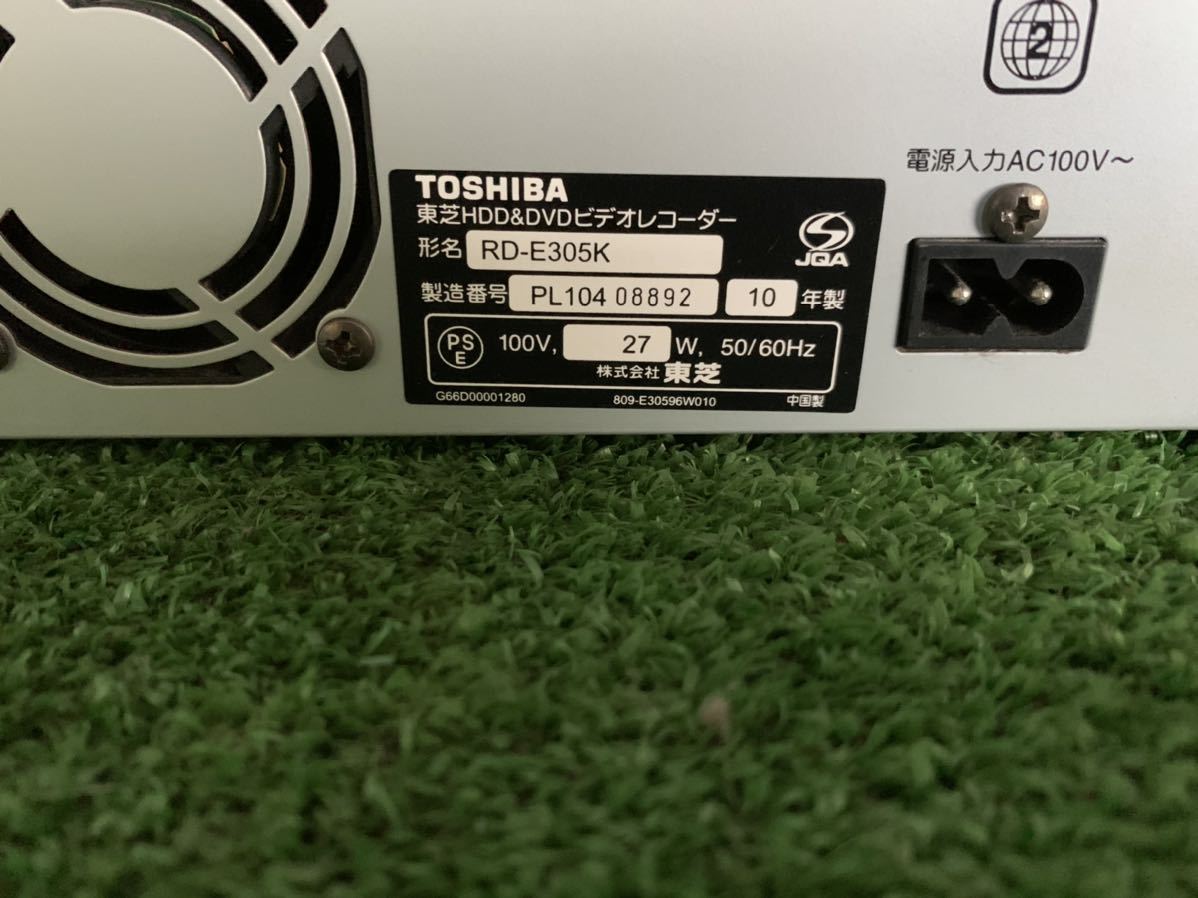 2
電源入力AC100V～
TOSHIBA
東芝HDD&DVDビデオレコーダー
JQA
形名 RD-E305K
製造番号 PL104 08892 10 年製
PS E 100V, 27 W, 50/60Hz
株式会社 東芝
G66D00001280 809-E30596W010 中国製